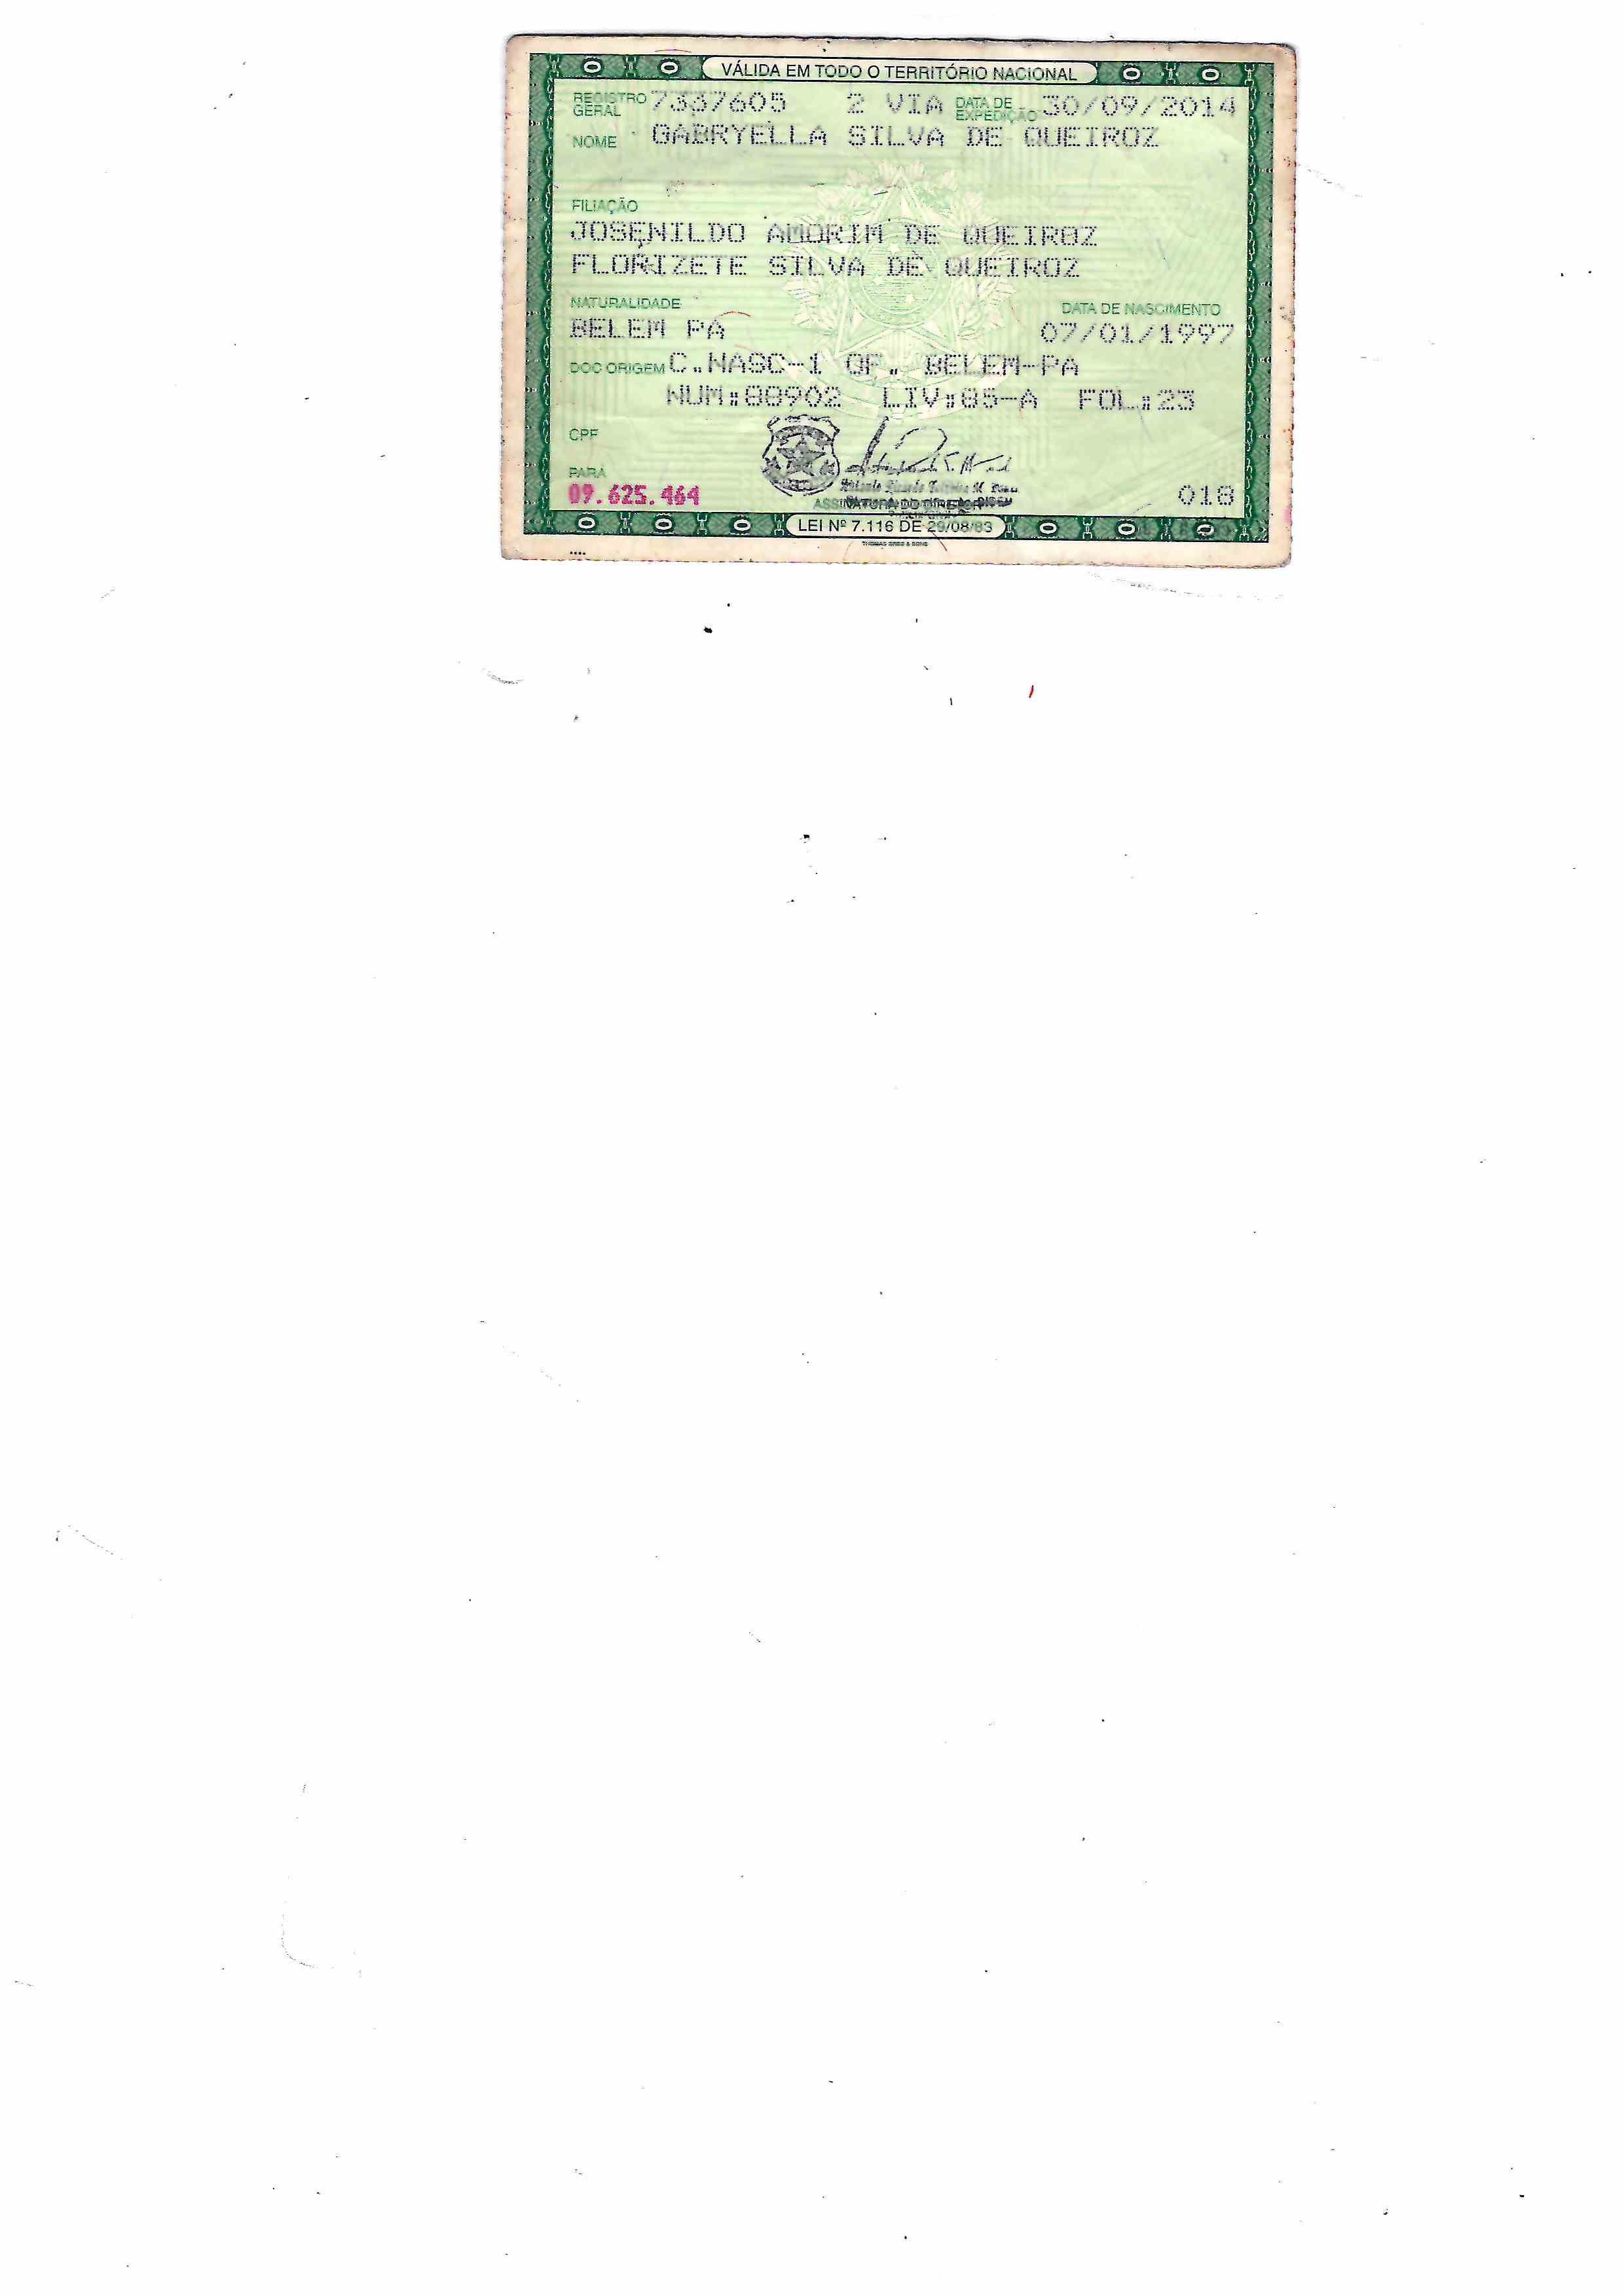 VÁLIDA EM TODO O TERRITÓRIO NACIONAL
REGISTRO GERAL 7337605 2 VIA DATA DE EXPEDIÇÃO 30/09/2014
NOME GABRYELLA SILVA DE QUEIROZ
FILIAÇÃO
JOSENILDO AMORIM DE QUEIROZ
FLORIZETE SILVA DE QUEIROZ
NATURALIDADE DATA DE NASCIMENTO
BELEM PA 07/01/1997
DOC ORIGEM C.NASC-1 OF. BELEM-PA
NUM:88902 LIV:85-A FOL:23
CPF
PARÁ
09.625.464 018
ASSINATURA DO DIRETOR
LEI Nº 7.116 DE 29/08/83
THOMAS GREG & SONS